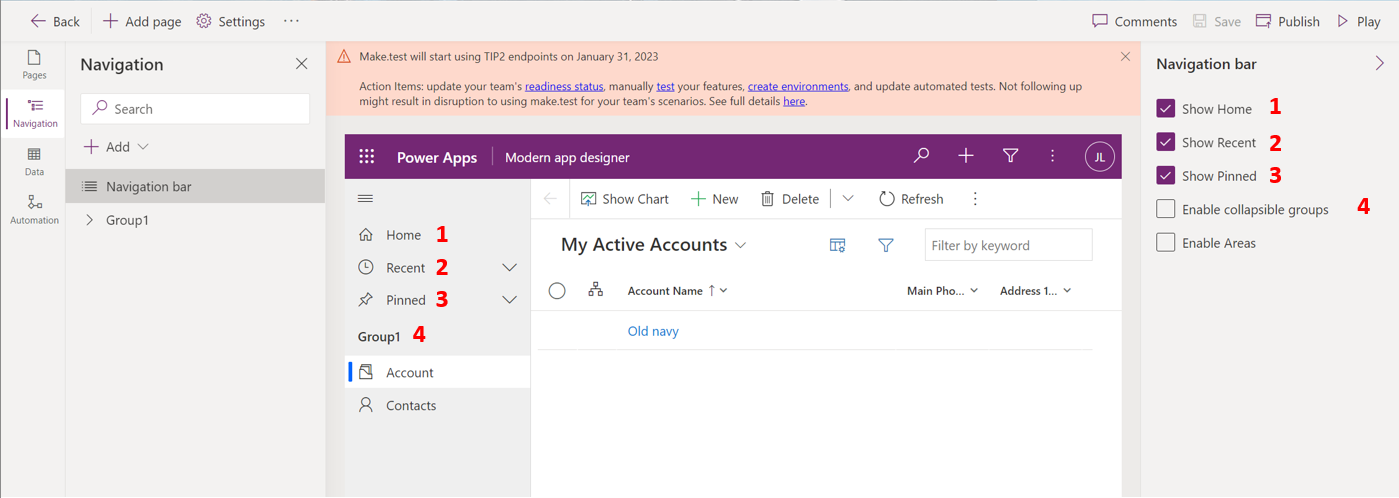 Back
Add page
Settings
Comments
Save
Publish
Play
Pages
Navigation
Data
Automation
Navigation
Search
Add
Navigation bar
Group1
Make.test will start using TIP2 endpoints on January 31, 2023
Action Items: update your team's readiness status, manually test your features, create environments, and update automated tests. Not following up
might result in disruption to using make.test for your team's scenarios. See full details here.
Power Apps
Modern app designer
JL
Home 1
Recent 2
Pinned 3
Group1 4
Account
Contacts
Show Chart
New
Delete
Refresh
My Active Accounts
Filter by keyword
Account Name
Main Pho...
Address 1...
Old navy
Navigation bar
Show Home 1
Show Recent 2
Show Pinned 3
Enable collapsible groups 4
Enable Areas